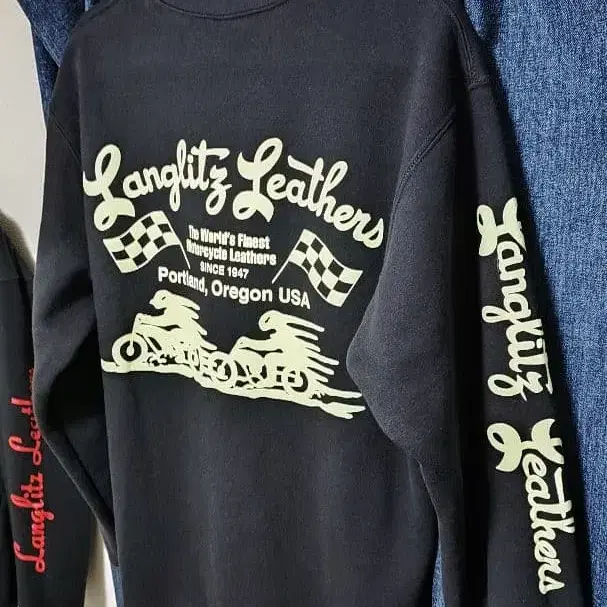 Langlitz Leathers
The World's Finest
Motorcycle Leathers
SINCE 1947
Portland, Oregon USA
Langlitz Leathers
Langlitz